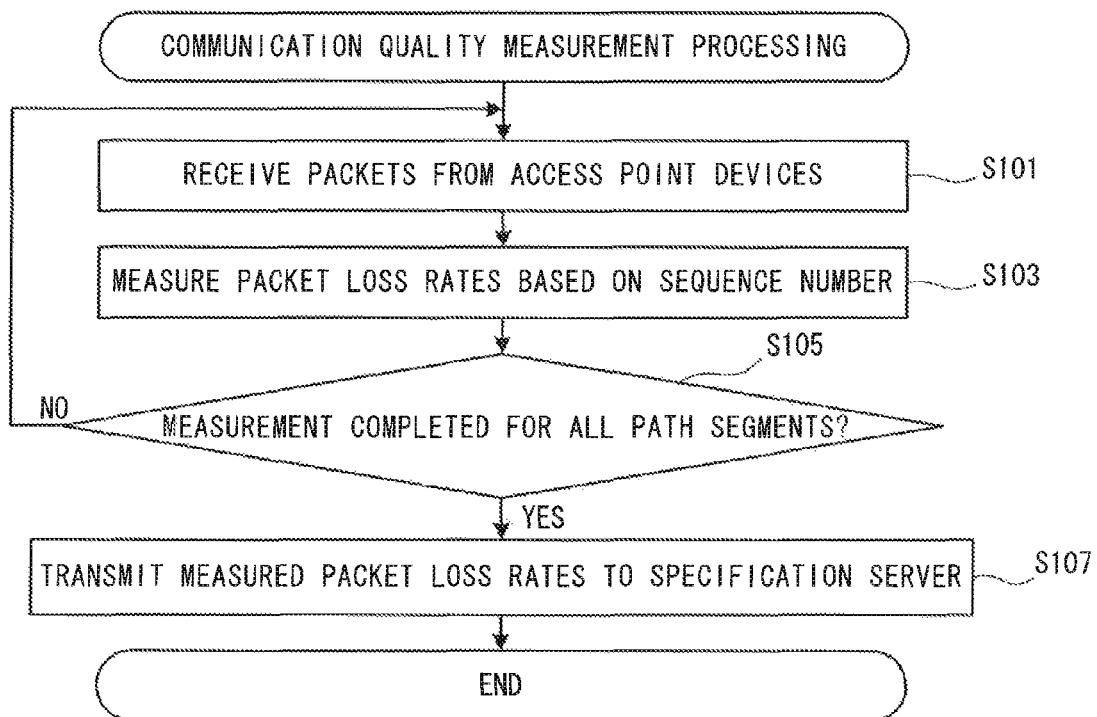 COMMUNICATION QUALITY MEASUREMENT PROCESSING
RECEIVE PACKETS FROM ACCESS POINT DEVICES
S101
MEASURE PACKET LOSS RATES BASED ON SEQUENCE NUMBER
S103
S105
NO
MEASUREMENT COMPLETED FOR ALL PATH SEGMENTS?
YES
TRANSMIT MEASURED PACKET LOSS RATES TO SPECIFICATION SERVER
S107
END